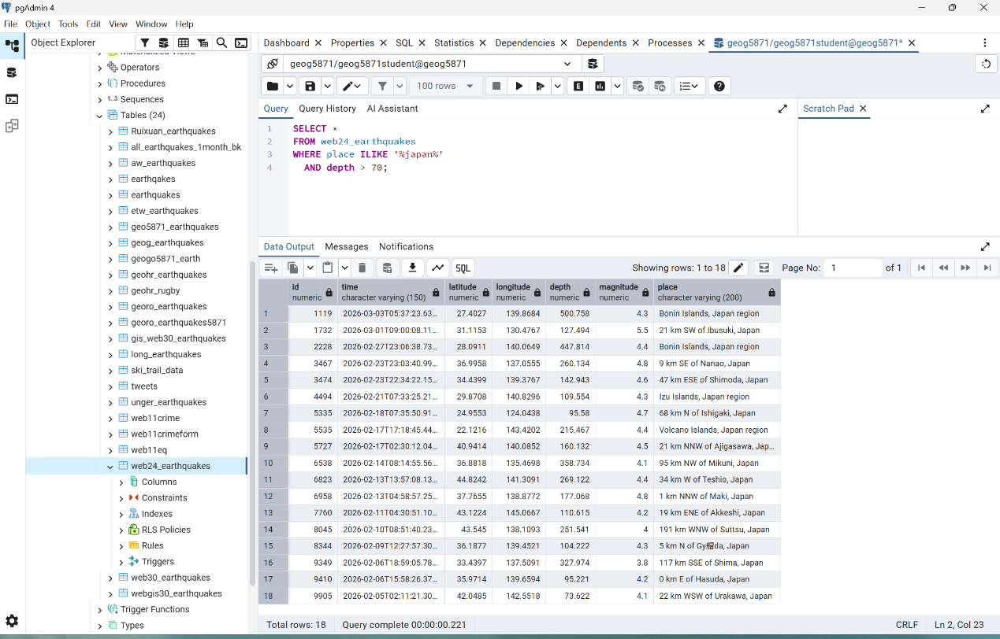 pgAdmin 4
File Object Tools Edit View Window Help
Object Explorer
Dashboard Properties SQL Statistics Dependencies Dependents Processes geog5871/geog5871student@geog5871*
geog5871/geog5871student@geog5871
100 rows
E
Query Query History AI Assistant
Scratch Pad
1 SELECT *
2 FROM web24_earthquakes
3 WHERE place ILIKE '%japan%'
4 AND depth > 70;
Operators
Procedures
1..3 Sequences
Tables (24)
Ruixuan_earthquakes
all_earthquakes_1month_bk
aw_earthquakes
earthqakes
earthquakes
etw_earthquakes
geo5871_earthquakes
geog_earthquakes
geogo5871_earth
geohr_earthquakes
geohr_rugby
georo_earthquakes
georo_earthquakes5871
gis_web30_earthquakes
long_earthquakes
ski_trail_data
tweets
unger_earthquakes
web11crime
web11crimeform
web11eq
web24_earthquakes
Columns
Constraints
Indexes
RLS Policies
Rules
Triggers
web30_earthquakes
webgis30_earthquakes
Trigger Functions
Types
Data Output Messages Notifications
SQL
Showing rows: 1 to 18
Page No: 1 of 1
id time latitude longitude depth magnitude place
numeric character varying (150) numeric numeric numeric numeric character varying (200)
1 1119 2026-03-03T05:37:23.63... 27.4027 139.8684 500.758 4.3 Bonin Islands, Japan region
2 1732 2026-03-01T09:00:08.11... 31.1153 130.4767 127.494 5.5 21 km SW of Ibusuki, Japan
3 2228 2026-02-27T23:06:38.73... 28.0911 140.0649 447.814 4.4 Bonin Islands, Japan region
4 3467 2026-02-23T23:03:40.99... 36.9958 137.0555 260.134 4.8 9 km SE of Nanao, Japan
5 3474 2026-02-23T22:34:22.15... 34.4399 139.3767 142.943 4.6 47 km ESE of Shimoda, Japan
6 4494 2026-02-21T07:33:25.21... 29.8708 140.8296 109.554 4.3 Izu Islands, Japan region
7 5335 2026-02-18T07:35:50.91... 24.9553 124.0438 95.58 4.7 68 km N of Ishigaki, Japan
8 5535 2026-02-17T17:18:45.44... 22.1216 143.4202 215.467 4.4 Volcano Islands, Japan region
9 5727 2026-02-17T02:30:12.04... 40.9414 140.0852 160.132 4.5 21 km NNW of Ajigasawa, Jap...
10 6538 2026-02-14T08:14:55.56... 36.8818 135.4698 358.734 4.1 95 km NW of Mikuni, Japan
11 6823 2026-02-13T13:57:08.13... 44.8242 141.3091 269.122 4.4 34 km W of Teshio, Japan
12 6958 2026-02-13T04:58:57.25... 37.7655 138.8772 177.068 4.8 1 km NNW of Maki, Japan
13 7760 2026-02-11T04:30:51.10... 43.1224 145.0667 110.615 4.2 19 km ENE of Akkeshi, Japan
14 8045 2026-02-10T08:51:40.23... 43.545 138.1093 251.541 4 191 km WNW of Suttsu, Japan
15 8344 2026-02-09T12:27:57.30... 36.1877 139.4521 104.222 4.3 5 km N of Japan
16 9349 2026-02-06T18:59:05.78... 33.4397 137.5091 327.974 3.8 117 km SSE of Shima, Japan
17 9410 2026-02-06T15:58:26.37... 35.9714 139.6594 95.221 4.2 0 km E of Hasuda, Japan
18 9905 2026-02-05T02:11:21.30... 42.0485 142.5518 73.622 4.1 22 km WSW of Urakawa, Japan
Total rows: 18 Query complete 00:00:00.221 CRLF Ln 2, Col 23